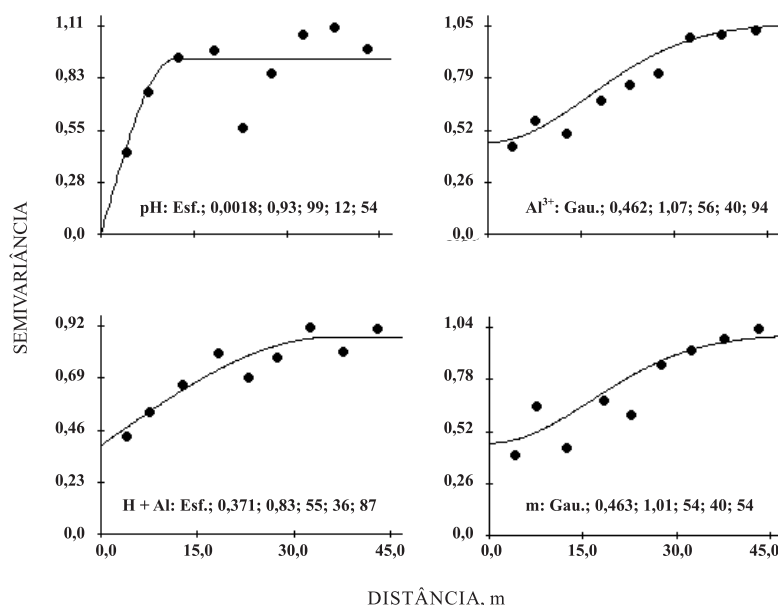 SEMIVARIÂNCIA
1,11
0,83
0,55
0,28
0,0
pH: Esf.; 0,0018; 0,93; 99; 12; 54
1,05
0,79
0,52
0,26
0,0
Al³⁺: Gau.; 0,462; 1,07; 56; 40; 94
0,92
0,69
0,46
0,23
0,0
H + Al: Esf.; 0,371; 0,83; 55; 36; 87
0,0 15,0 30,0 45,0
1,04
0,78
0,52
0,26
0,0
m: Gau.; 0,463; 1,01; 54; 40; 54
0,0 15,0 30,0 45,0
DISTÂNCIA, m